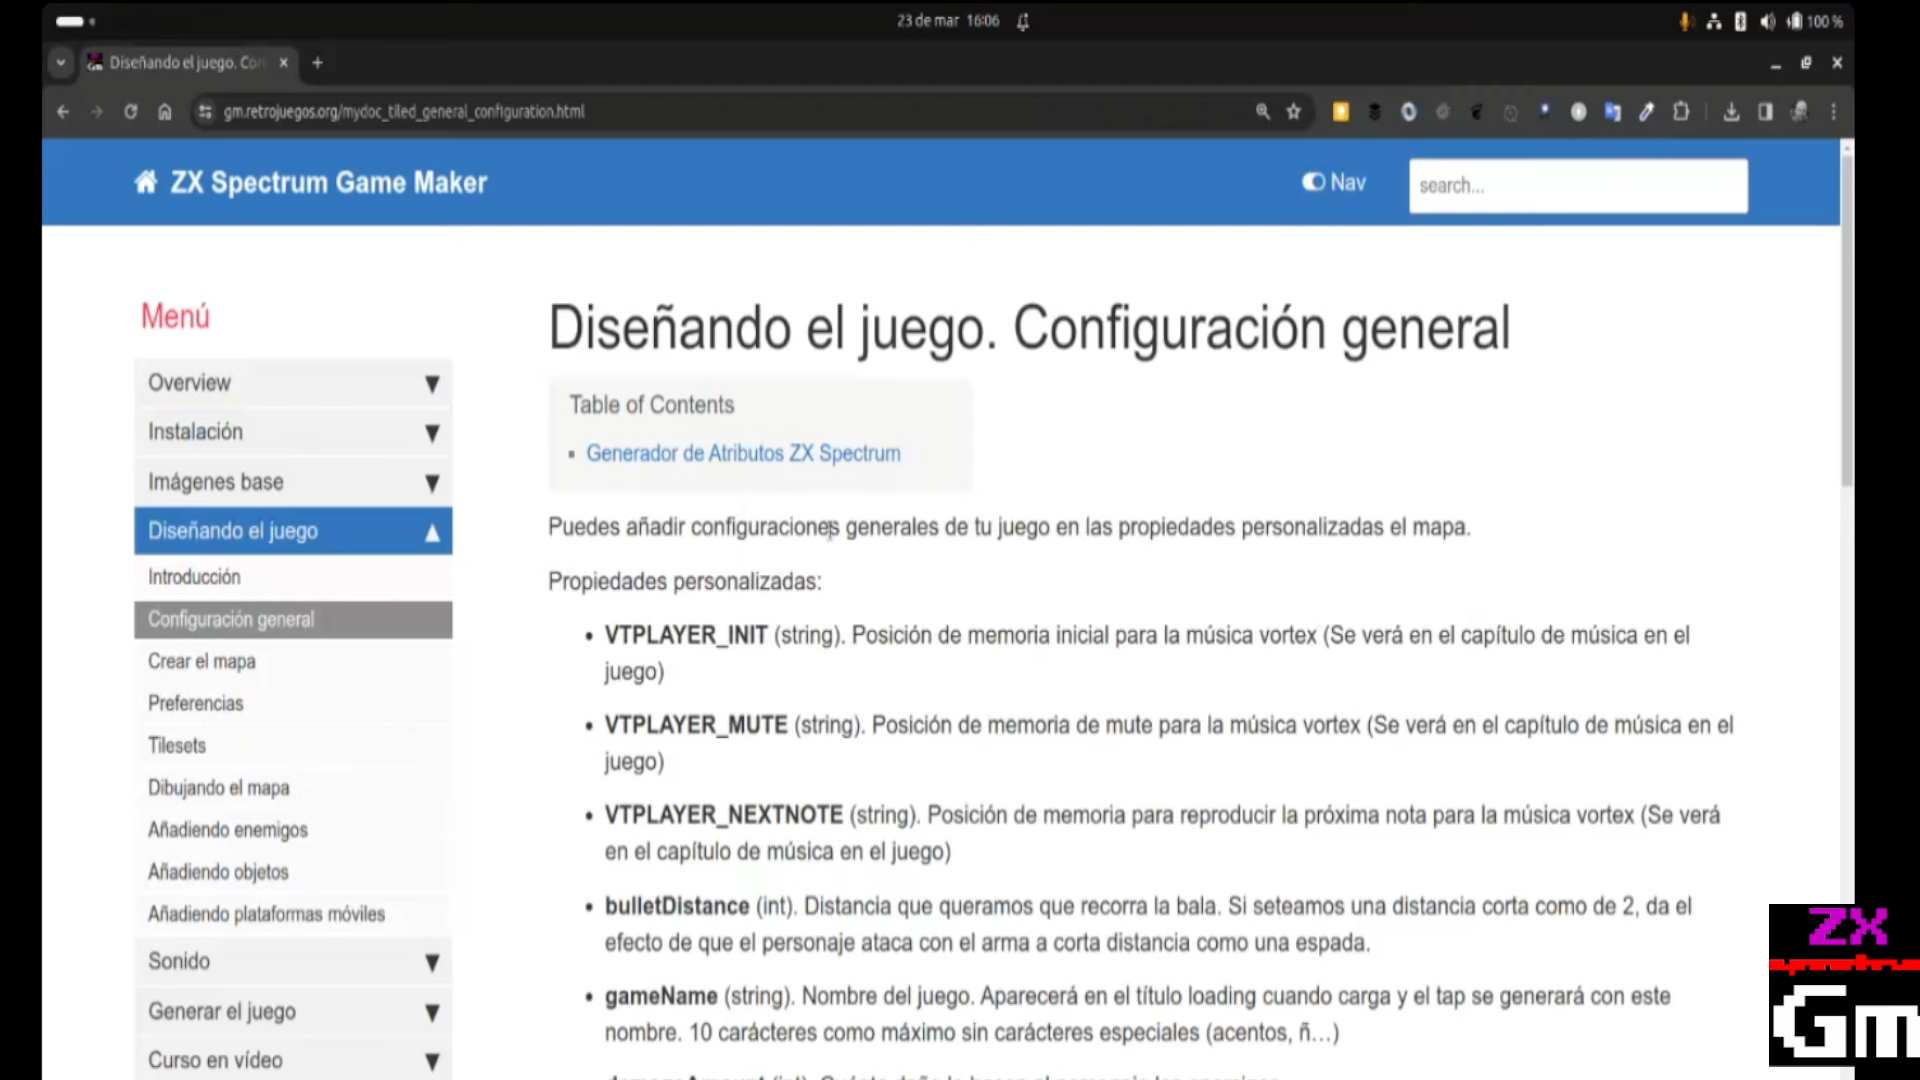 23 de mar 16:06
100 %
Diseñando el juego. Con
gm.retrojuegos.org/mydoc_tiled_general_configuration.html
ZX Spectrum Game Maker
Nav
search...
Menú
Overview
Instalación
Imágenes base
Diseñando el juego
Introducción
Configuración general
Crear el mapa
Preferencias
Tilesets
Dibujando el mapa
Añadiendo enemigos
Añadiendo objetos
Añadiendo plataformas móviles
Sonido
Generar el juego
Curso en vídeo
Diseñando el juego. Configuración general
Table of Contents
Generador de Atributos ZX Spectrum
Puedes añadir configuraciones generales de tu juego en las propiedades personalizadas el mapa.
Propiedades personalizadas:
VTPLAYER_INIT (string). Posición de memoria inicial para la música vortex (Se verá en el capítulo de música en el
juego)
VTPLAYER_MUTE (string). Posición de memoria de mute para la música vortex (Se verá en el capítulo de música en el
juego)
VTPLAYER_NEXTNOTE (string). Posición de memoria para reproducir la próxima nota para la música vortex (Se verá
en el capítulo de música en el juego)
bulletDistance (int). Distancia que queramos que recorra la bala. Si seteamos una distancia corta como de 2, da el
efecto de que el personaje ataca con el arma a corta distancia como una espada.
gameName (string). Nombre del juego. Aparecerá en el título loading cuando carga y el tap se generará con este
nombre. 10 carácteres como máximo sin carácteres especiales (acentos, ñ...)
ZX
Gm